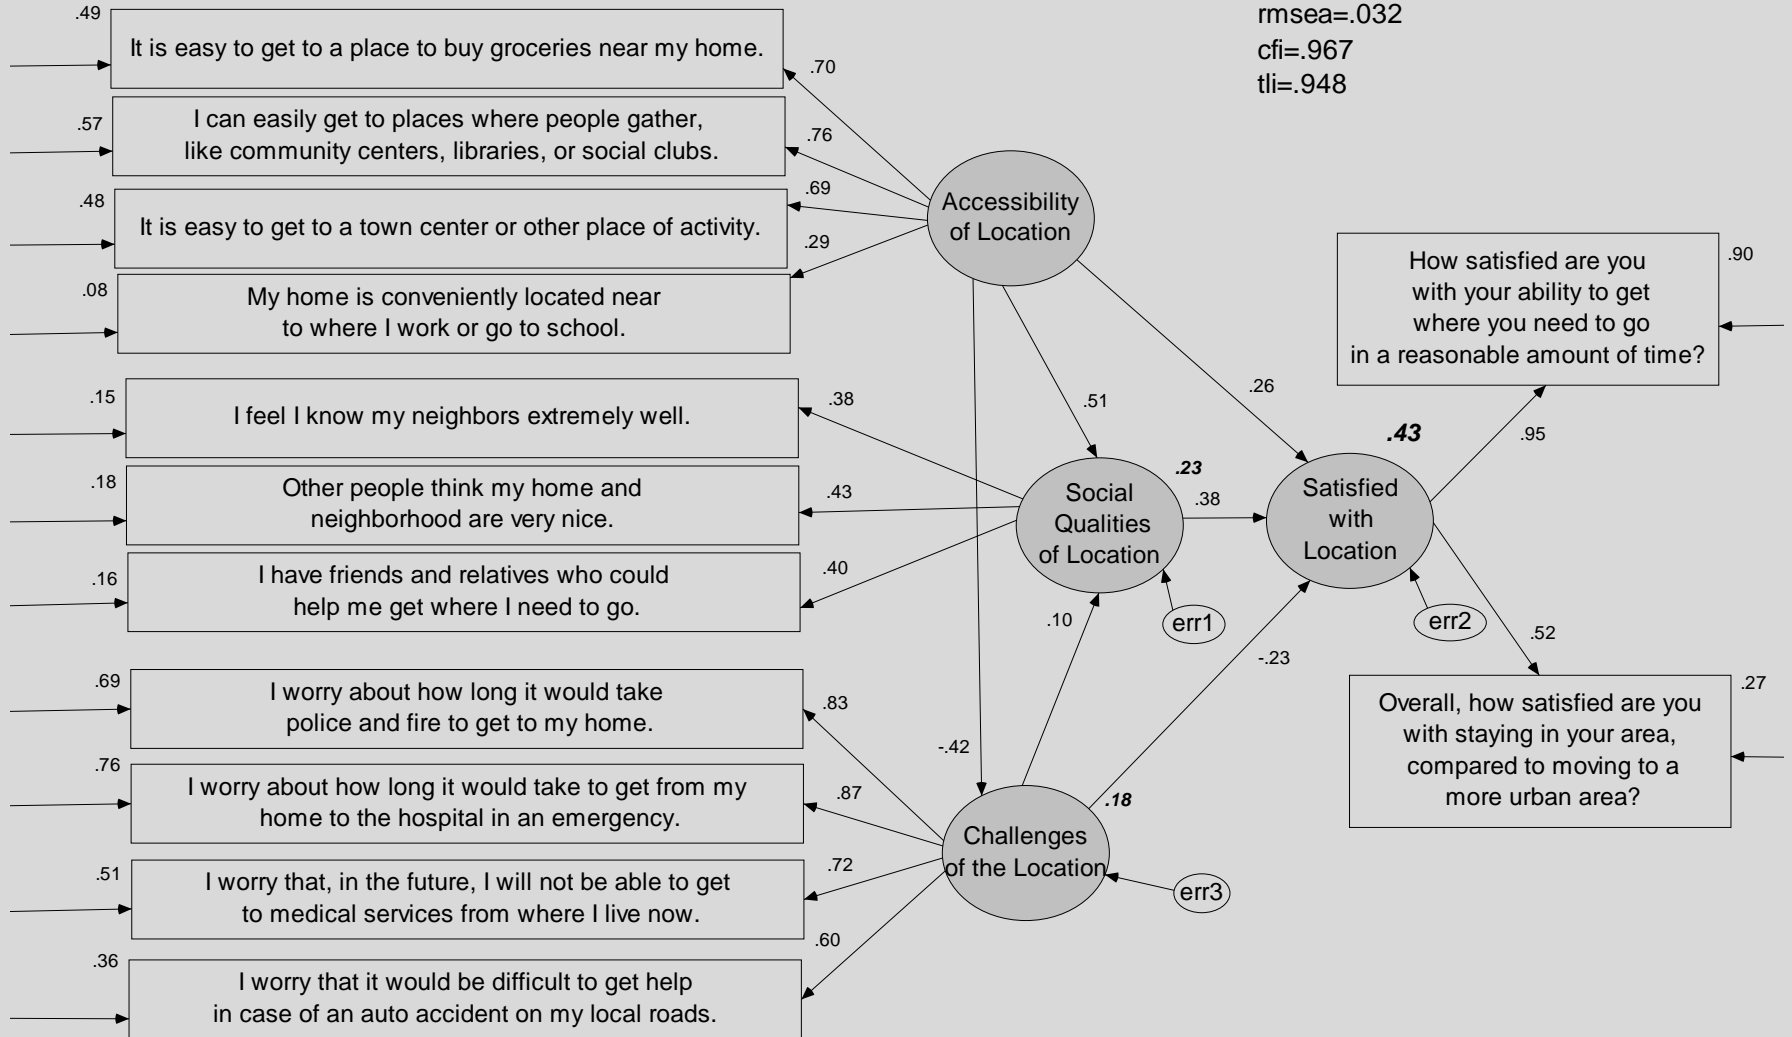 rmsea=.032
cfi=.967
tli=.948
.49
It is easy to get to a place to buy groceries near my home.
.70
.57
I can easily get to places where people gather,
like community centers, libraries, or social clubs.
.76
.48
It is easy to get to a town center or other place of activity.
.69
.08
My home is conveniently located near
to where I work or go to school.
.29
Accessibility
of Location
.15
I feel I know my neighbors extremely well.
.38
.18
Other people think my home and
neighborhood are very nice.
.43
.16
I have friends and relatives who could
help me get where I need to go.
.40
.51
.26
.23
Social
Qualities
of Location
.38
err1
.10
-.23
-.42
.43
Satisfied
with
Location
err2
.90
How satisfied are you
with your ability to get
where you need to go
in a reasonable amount of time?
.95
.52
.27
Overall, how satisfied are you
with staying in your area,
compared to moving to a
more urban area?
.69
I worry about how long it would take
police and fire to get to my home.
.83
.76
I worry about how long it would take to get from my
home to the hospital in an emergency.
.87
.51
I worry that, in the future, I will not be able to get
to medical services from where I live now.
.72
.36
I worry that it would be difficult to get help
in case of an auto accident on my local roads.
.60
.18
Challenges
of the Location
err3